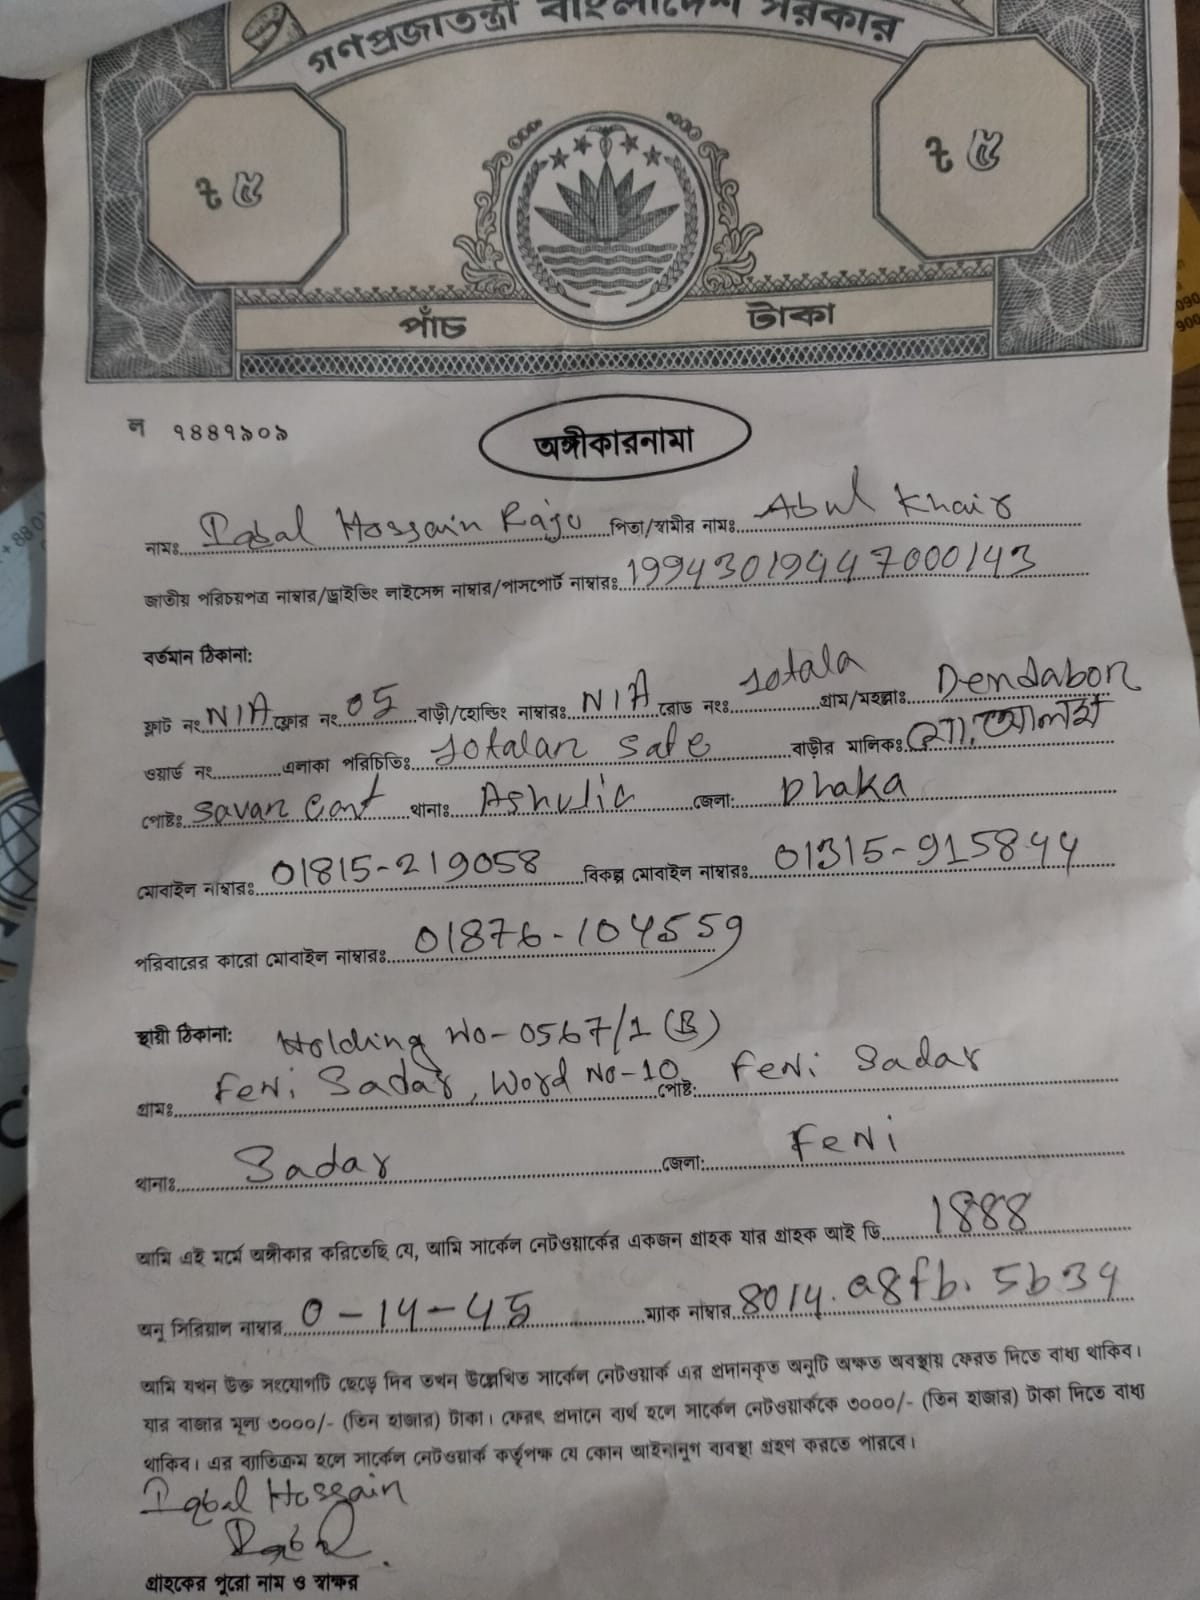 গণপ্রজাতন্ত্রী বাংলাদেশ সরকার
৳ ৫ ৳ ৫
পাঁচ টাকা
ল ৭৪৪৭৯০৯
অঙ্গীকারনামা
নামঃ Iqbal Hossain Raju পিতা/স্বামীর নামঃ Abul Khair
জাতীয় পরিচয়পত্র নাম্বার/ড্রাইভিং লাইসেন্স নাম্বার/পাসপোর্ট নাম্বারঃ 19943019447000143
বর্তমান ঠিকানা:
ফ্লাট নং N/A ফ্লোর নং 05 বাড়ী/হোল্ডিং নাম্বারঃ N/A রোড নং 10tala গ্রাম/মহল্লাঃ Dendabon
ওয়ার্ড নং এলাকা পরিচিতিঃ 10talar বাড়ীর মালিকঃ
পোষ্টঃ Savar Cant থানাঃ Ashulia জেলা: Dhaka
মোবাইল নাম্বারঃ 01815-219058 বিকল্প মোবাইল নাম্বারঃ 01315-915844
পরিবারের কারো মোবাইল নাম্বারঃ 01876-104559
স্থায়ী ঠিকানা: Holding No-0567/1 (B)
গ্রামঃ Feni Sadar, Word No-10 পোষ্ট: Feni Sadar
থানাঃ Sadar জেলা: Feni
আমি এই মর্মে অঙ্গীকার করিতেছি যে, আমি সার্কেল নেটওয়ার্কের একজন গ্রাহক যার গ্রাহক আই ডি 1888
অনু সিরিয়াল নাম্বার 0-14-45 ম্যাক নাম্বার 8014.a8fb.5b34
আমি যখন উক্ত সংযোগটি ছেড়ে দিব তখন উল্লেখিত সার্কেল নেটওয়ার্ক এর প্রদানকৃত অনুটি অক্ষত অবস্থায় ফেরত দিতে বাধ্য থাকিব।
যার বাজার মূল্য ৩০০০/- (তিন হাজার) টাকা। ফেরৎ প্রদানে ব্যর্থ হলে সার্কেল নেটওয়ার্ককে ৩০০০/- (তিন হাজার) টাকা দিতে বাধ্য
থাকিব। এর ব্যতিক্রম হলে সার্কেল নেটওয়ার্ক কর্তৃপক্ষ যে কোন আইনানুগ ব্যবস্থা গ্রহণ করতে পারবে।
Iqbal Hossain
গ্রাহকের পুরো নাম ও স্বাক্ষর